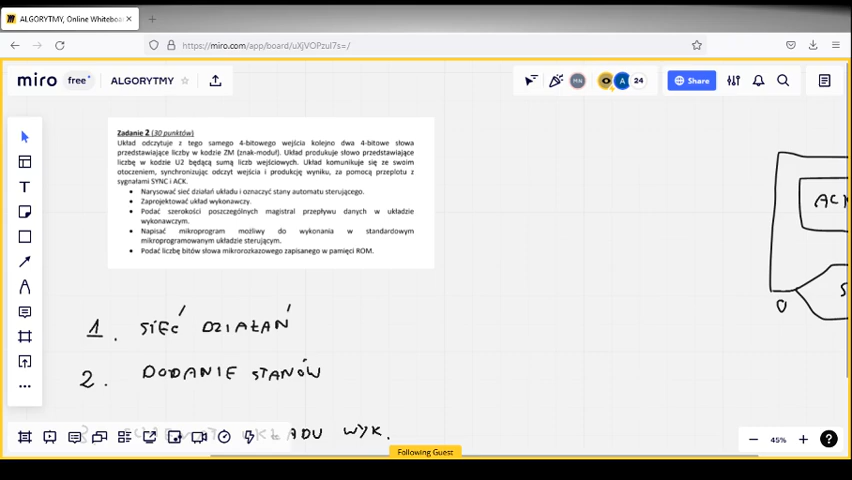 ALGORYTMY, Online Whiteboa
https://miro.com/app/board/uXjVOPzuI7s=/
miro free ALGORYTMY MN A 24 Share
Zadanie 2 (30 punktów)
Układ odczytuje z tego samego 4-bitowego wejścia kolejno dwa 4-bitowe słowa
przedstawiające liczby w kodzie ZM (znak-moduł). Układ produkuje słowo przedstawiające
liczbę w kodzie U2 będącą sumą liczb wejściowych. Układ komunikuje się ze swoim
otoczeniem, synchronizując odczyt wejścia i produkcję wyniku, za pomocą przeplotu z
sygnałami SYNC i ACK.
• Narysować sieć działań układu i oznaczyć stany automatu sterującego.
• Zaprojektować układ wykonawczy.
• Podać szerokości poszczególnych magistral przepływu danych w układzie
wykonawczym.
• Napisać mikroprogram możliwy do wykonania w standardowym
mikroprogramowanym układzie sterującym.
• Podać liczbę bitów słowa mikrorozkazowego zapisanego w pamięci ROM.
ACK
S
0
1. SIEĆ DZIAŁAŃ
2. DODANIE STANÓW
UKŁADU WYK.
45%
Following Guest